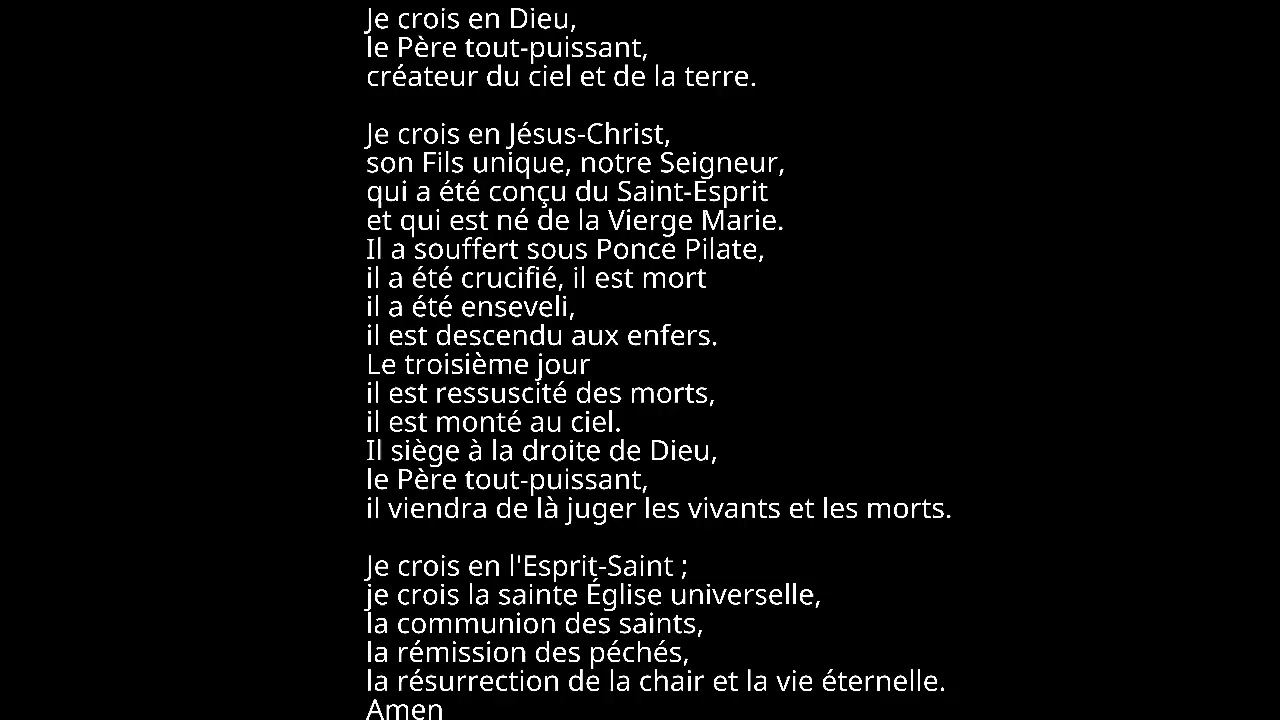 Je crois en Dieu,
le Père tout-puissant,
créateur du ciel et de la terre.

Je crois en Jésus-Christ,
son Fils unique, notre Seigneur,
qui a été conçu du Saint-Esprit
et qui est né de la Vierge Marie.
Il a souffert sous Ponce Pilate,
il a été crucifié, il est mort
il a été enseveli,
il est descendu aux enfers.
Le troisième jour
il est ressuscité des morts,
il est monté au ciel.
Il siège à la droite de Dieu,
le Père tout-puissant,
il viendra de là juger les vivants et les morts.

Je crois en l'Esprit-Saint ;
je crois la sainte Église universelle,
la communion des saints,
la rémission des péchés,
la résurrection de la chair et la vie éternelle.
Amen